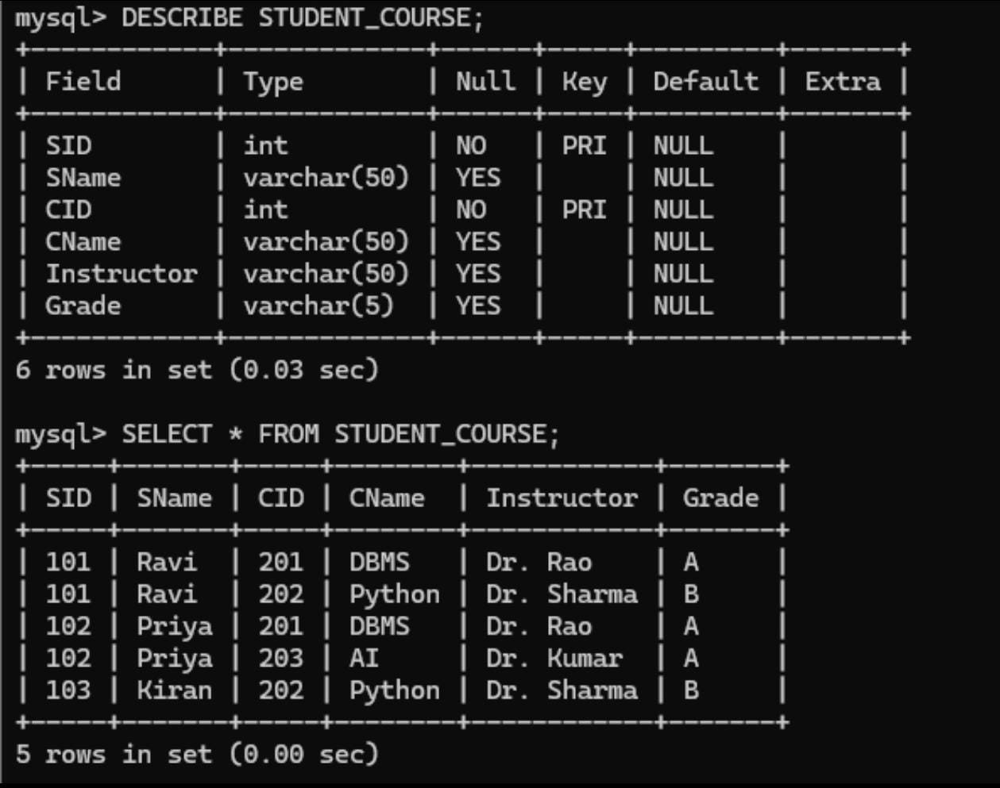 mysql> DESCRIBE STUDENT_COURSE;
+------------+-------------+------+-----+---------+-------+
| Field      | Type        | Null | Key | Default | Extra |
+------------+-------------+------+-----+---------+-------+
| SID        | int         | NO   | PRI | NULL    |       |
| SName      | varchar(50) | YES  |     | NULL    |       |
| CID        | int         | NO   | PRI | NULL    |       |
| CName      | varchar(50) | YES  |     | NULL    |       |
| Instructor | varchar(50) | YES  |     | NULL    |       |
| Grade      | varchar(5)  | YES  |     | NULL    |       |
+------------+-------------+------+-----+---------+-------+
6 rows in set (0.03 sec)

mysql> SELECT * FROM STUDENT_COURSE;
+-----+-------+-----+--------+------------+-------+
| SID | SName | CID | CName  | Instructor | Grade |
+-----+-------+-----+--------+------------+-------+
| 101 | Ravi  | 201 | DBMS   | Dr. Rao    | A     |
| 101 | Ravi  | 202 | Python | Dr. Sharma | B     |
| 102 | Priya | 201 | DBMS   | Dr. Rao    | A     |
| 102 | Priya | 203 | AI     | Dr. Kumar  | A     |
| 103 | Kiran | 202 | Python | Dr. Sharma | B     |
+-----+-------+-----+--------+------------+-------+
5 rows in set (0.00 sec)